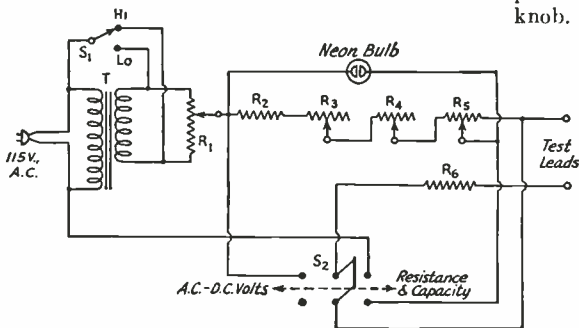 knob.
Hi
S1
Lo
T
Neon Bulb
R2
R3
R4
R5
R1
115V.,
A.C.
Test
Leads
R6
S2
A.C.-D.C. Volts
Resistance
& Capacity